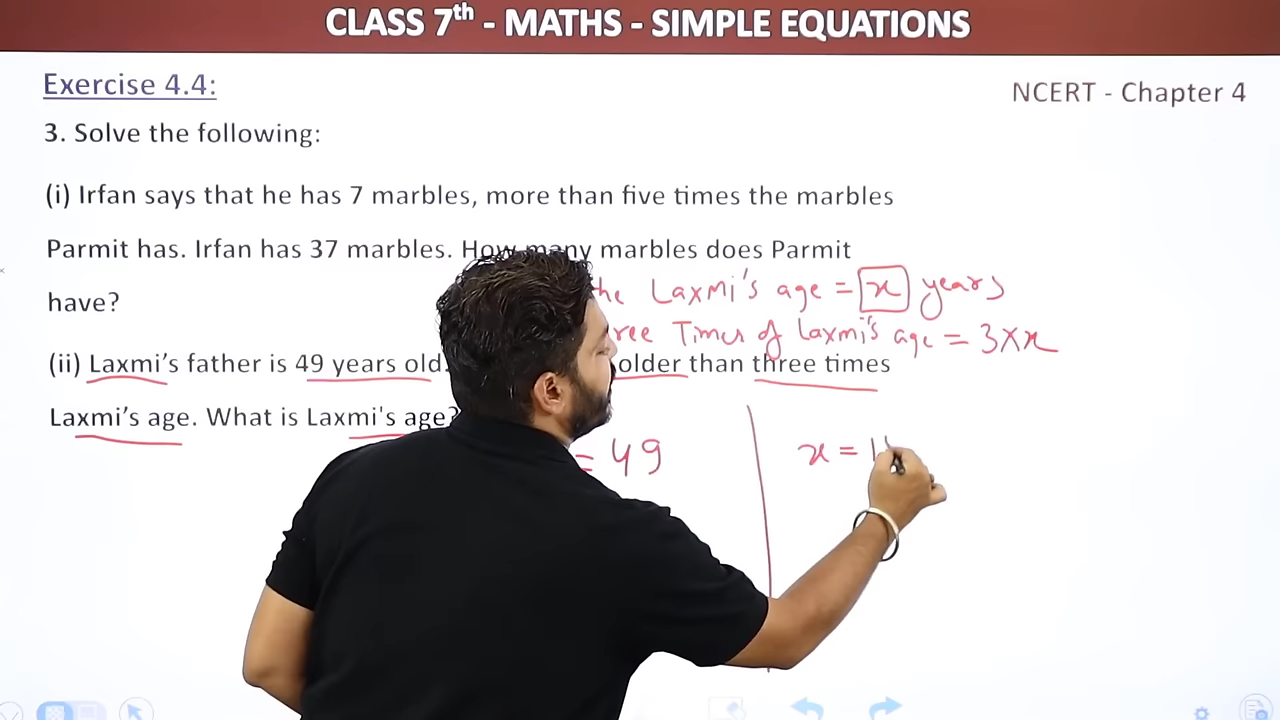 CLASS 7th - MATHS - SIMPLE EQUATIONS
Exercise 4.4:
NCERT - Chapter 4
3. Solve the following:
(i) Irfan says that he has 7 marbles, more than five times the marbles
Parmit has. Irfan has 37 marbles. How many marbles does Parmit
have?
Laxmi's age = x years
Times of Laxmi's age = 3×x
(ii) Laxmi's father is 49 years old. older than three times
Laxmi's age. What is Laxmi's age?
= 49
x = 1